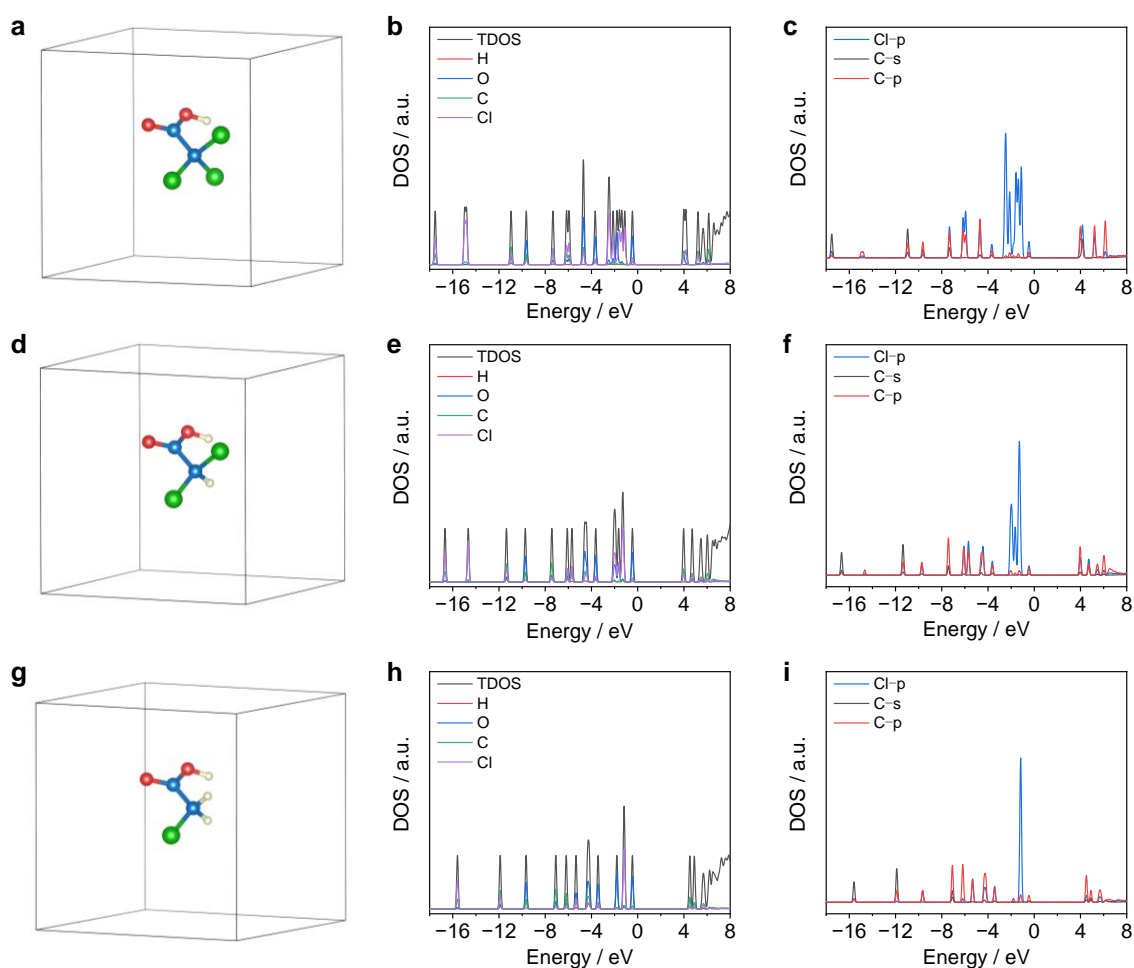 a
b
TDOS
H
O
C
Cl
DOS / a.u.
−16 −12 −8 −4 0 4 8
Energy / eV
c
Cl−p
C−s
C−p
DOS / a.u.
−16 −12 −8 −4 0 4 8
Energy / eV
d
e
TDOS
H
O
C
Cl
DOS / a.u.
−16 −12 −8 −4 0 4 8
Energy / eV
f
Cl−p
C−s
C−p
DOS / a.u.
−16 −12 −8 −4 0 4 8
Energy / eV
g
h
TDOS
H
O
C
Cl
DOS / a.u.
−16 −12 −8 −4 0 4 8
Energy / eV
i
Cl−p
C−s
C−p
DOS / a.u.
−16 −12 −8 −4 0 4 8
Energy / eV